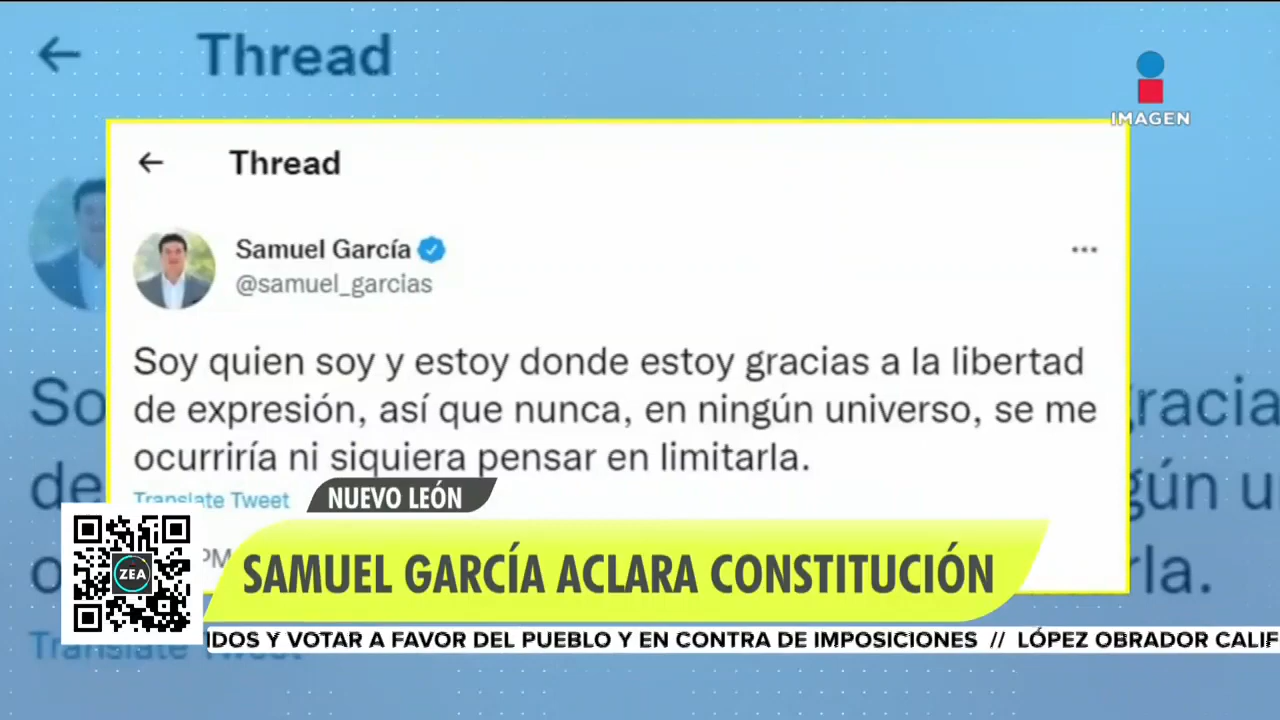 Thread
IMAGEN
Thread
Samuel García
@samuel_garcias
Soy quien soy y estoy donde estoy gracias a la libertad
de expresión, así que nunca, en ningún universo, se me
ocurriría ni siquiera pensar en limitarla.
Translate Tweet
NUEVO LEÓN
SAMUEL GARCÍA ACLARA CONSTITUCIÓN
ZEA
IDOS Y VOTAR A FAVOR DEL PUEBLO Y EN CONTRA DE IMPOSICIONES // LÓPEZ OBRADOR CALIF
Translate Tweet